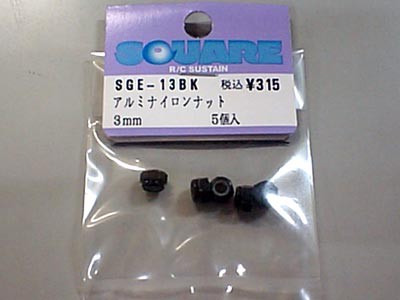 SQUARE
R/C SUSTAIN
SGE-13BK 税込 ¥315
アルミナイロンナット
3mm 5個入